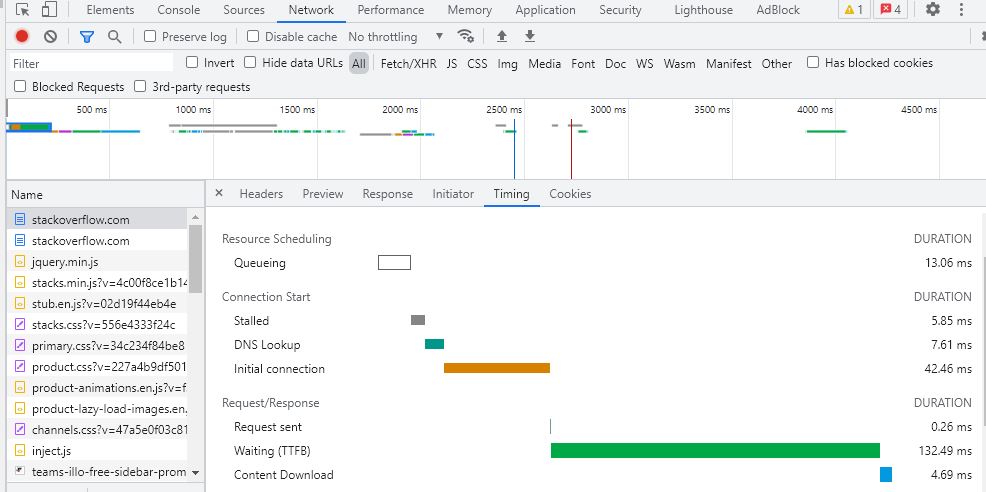 Elements Console Sources Network Performance Memory Application Security Lighthouse AdBlock 1 4
Preserve log Disable cache No throttling
Filter Invert Hide data URLs All Fetch/XHR JS CSS Img Media Font Doc WS Wasm Manifest Other Has blocked cookies
Blocked Requests 3rd-party requests
500 ms 1000 ms 1500 ms 2000 ms 2500 ms 3000 ms 3500 ms 4000 ms 4500 ms
Name × Headers Preview Response Initiator Timing Cookies
stackoverflow.com
stackoverflow.com
jquery.min.js
stacks.min.js?v=4c00f8ce1b14
stub.en.js?v=02d19f44eb4e
stacks.css?v=556e4333f24c
primary.css?v=34c234f84be8
product.css?v=227a4b9df501
product-animations.en.js?v=f
product-lazy-load-images.en.
channels.css?v=47a5e0f03c81
inject.js
teams-illo-free-sidebar-prom
Resource Scheduling DURATION
Queueing 13.06 ms
Connection Start DURATION
Stalled 5.85 ms
DNS Lookup 7.61 ms
Initial connection 42.46 ms
Request/Response DURATION
Request sent 0.26 ms
Waiting (TTFB) 132.49 ms
Content Download 4.69 ms